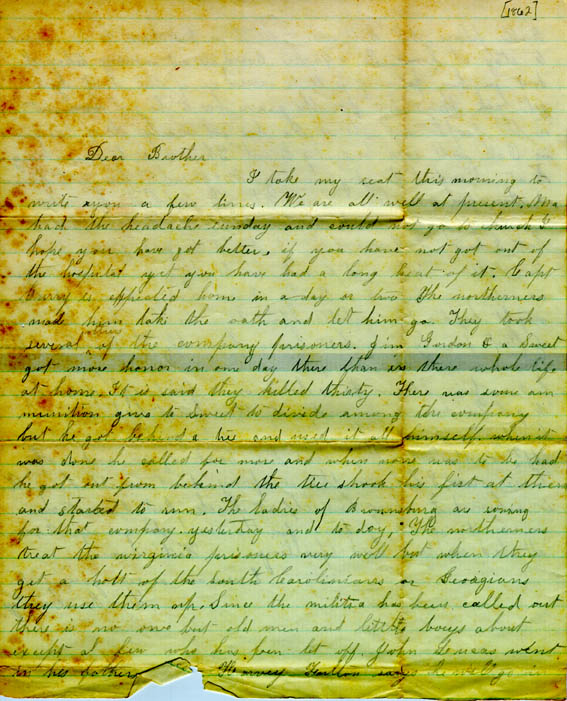 [1862]
Dear Brother
I take my seat this morning to
write you a few lines. We are all well at present. Ma
had the headache sunday and could not go to church I
hope you have got better. if you have not got out of
the hospital yet you have had a long heat of it. Capt
Curry is expected home in a day or two The northerners
made him take the oath and let him go. They took
several others of the company prisoners. Jim Gordon & a Sweet
got more honor in one day there than in there whole life
at home. It is said they killed thirty. There was some am
munition give to Sweet to divide among the company
but he got behind a tree and used it all himself. when it
was done he called for more and when none was to be had
he got out from behind the tree shook his fist at them
and started to run. The ladies of Brownsburg are
for that company yesterday and to day. The northerners
treat the virginia prisoners very well but when they
get a holt of the South Carolinians or Georgians
they use them up. Since the militia has been called out
there is no one but old men and little boys about
except a few who has been let off. John went
in his father Harvey says he will go in